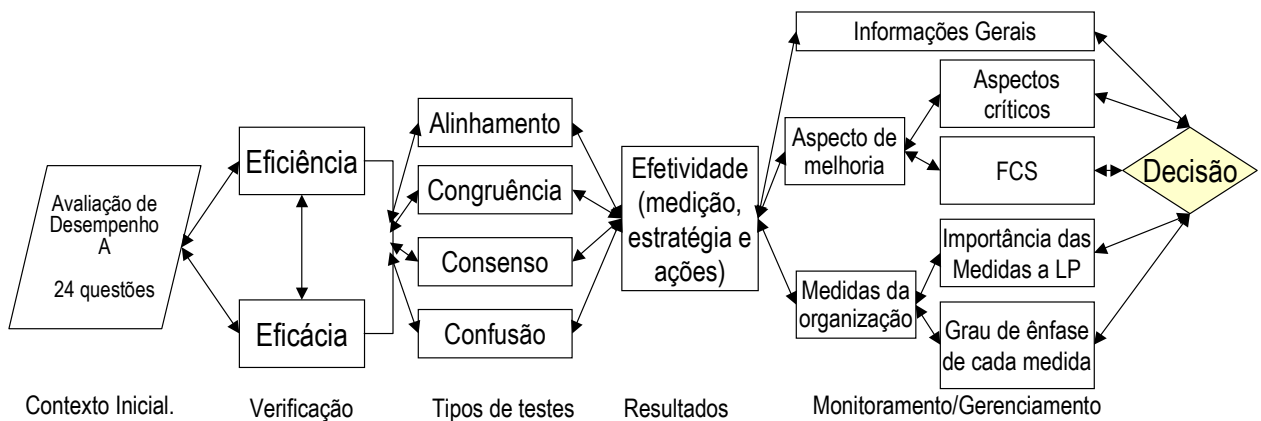 Avaliação de
Desempenho
A
24 questões
Eficiência
Eficácia
Alinhamento
Congruência
Consenso
Confusão
Efetividade
(medição,
estratégia e
ações)
Informações Gerais
Aspecto de
melhoria
Aspectos
críticos
FCS
Medidas da
organização
Importância das
Medidas a LP
Grau de ênfase
de cada medida
Decisão
Contexto Inicial.
Verificação
Tipos de testes
Resultados
Monitoramento/Gerenciamento